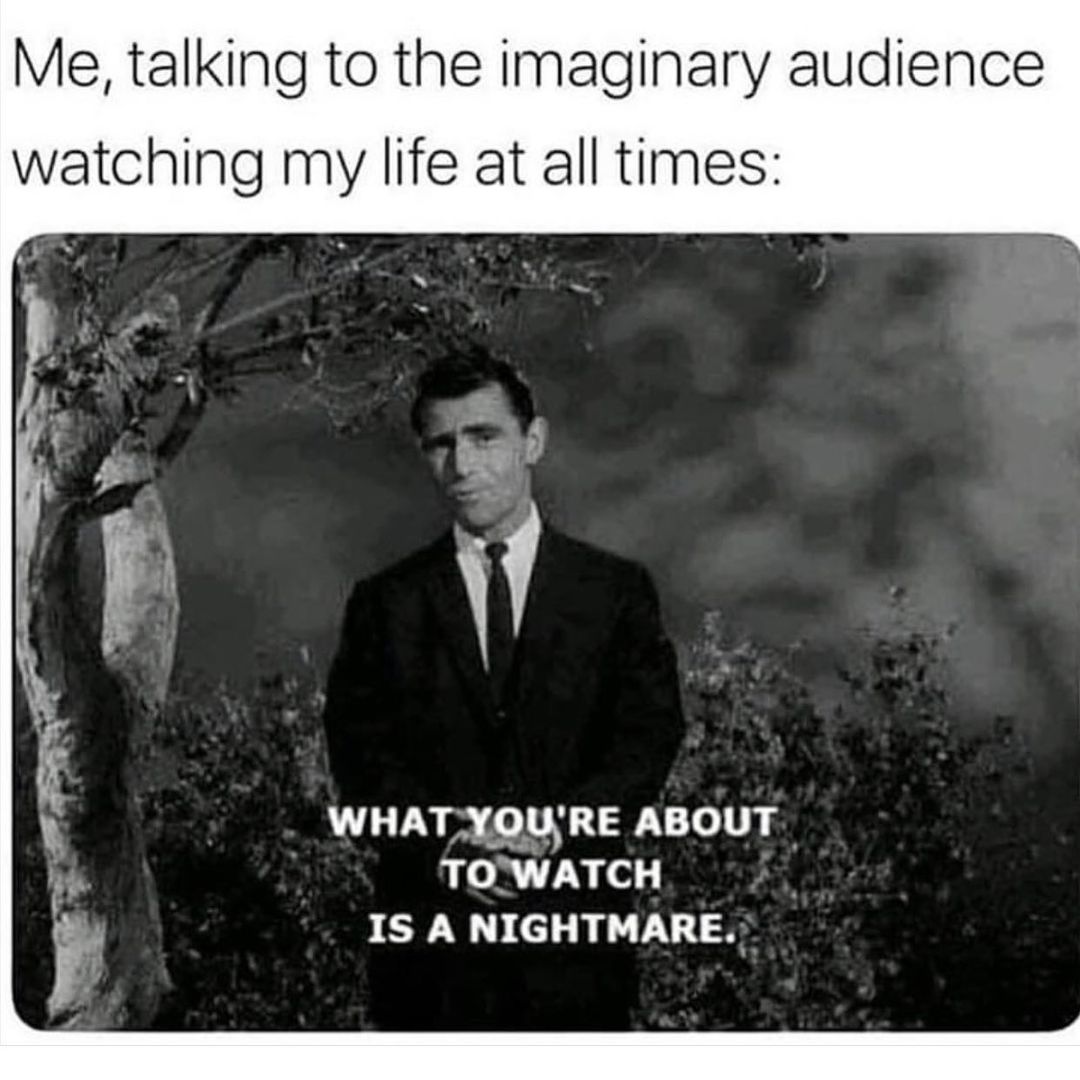 Me, talking to the imaginary audience
watching my life at all times:
WHAT YOU'RE ABOUT
TO WATCH
IS A NIGHTMARE.